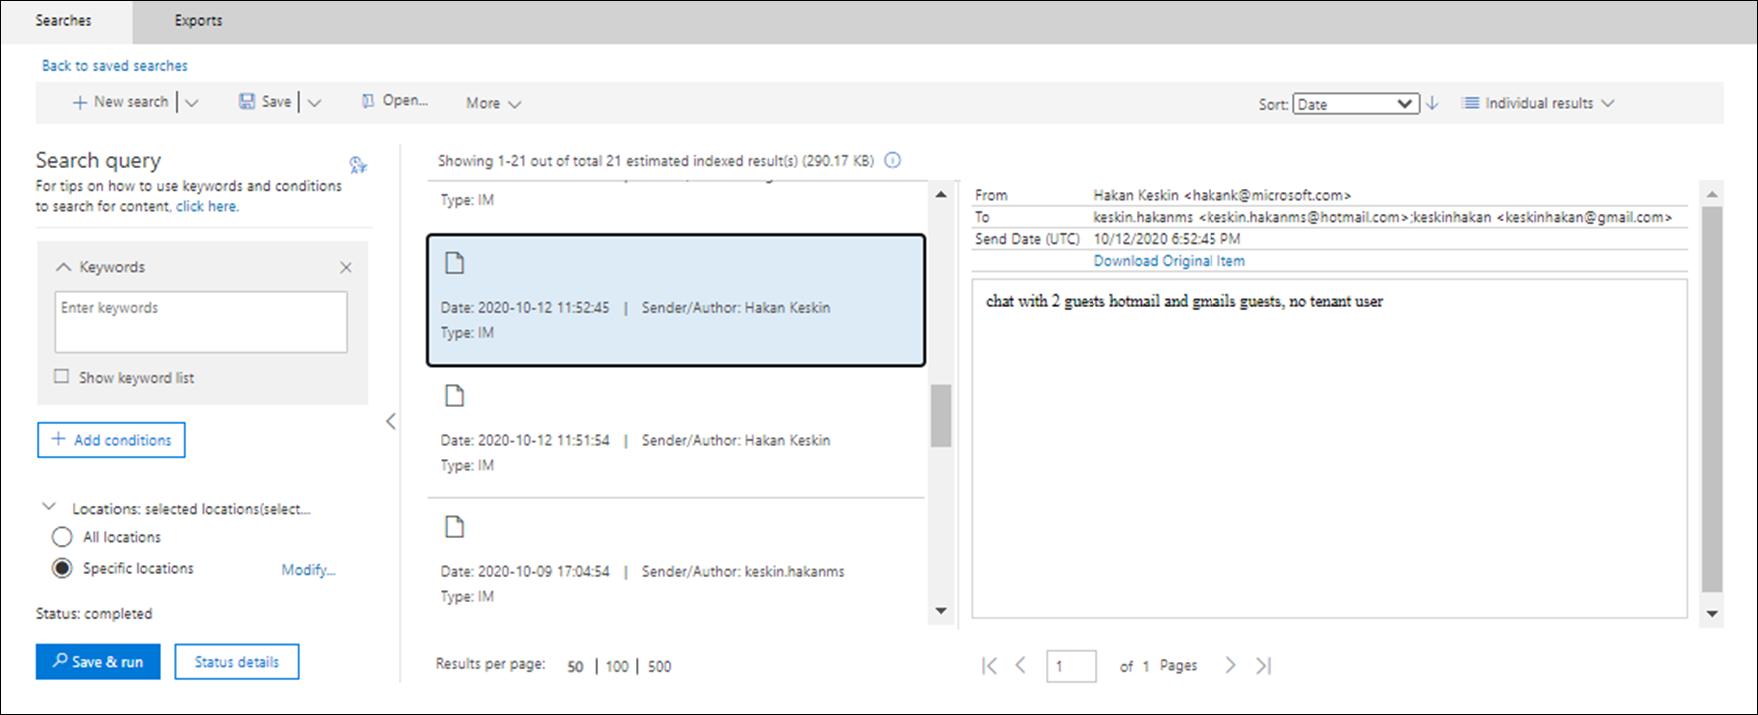 Searches Exports
Back to saved searches
New search Save Open... More Sort: Date Individual results
Search query
For tips on how to use keywords and conditions
to search for content, click here.
Keywords
Enter keywords
Show keyword list
Add conditions
Locations: selected locations(select...
All locations
Specific locations Modify...
Status: completed
Save & run Status details
Showing 1-21 out of total 21 estimated indexed result(s) (290.17 KB)
Type: IM
Date: 2020-10-12 11:52:45 | Sender/Author: Hakan Keskin
Type: IM
Date: 2020-10-12 11:51:54 | Sender/Author: Hakan Keskin
Type: IM
Date: 2020-10-09 17:04:54 | Sender/Author: keskin.hakanms
Type: IM
Results per page: 50 | 100 | 500
From Hakan Keskin <hakank@microsoft.com>
To keskin.hakanms <keskin.hakanms@hotmail.com>;keskinhakan <keskinhakan@gmail.com>
Send Date (UTC) 10/12/2020 6:52:45 PM
Download Original Item
chat with 2 guests hotmail and gmails guests, no tenant user
1 of 1 Pages